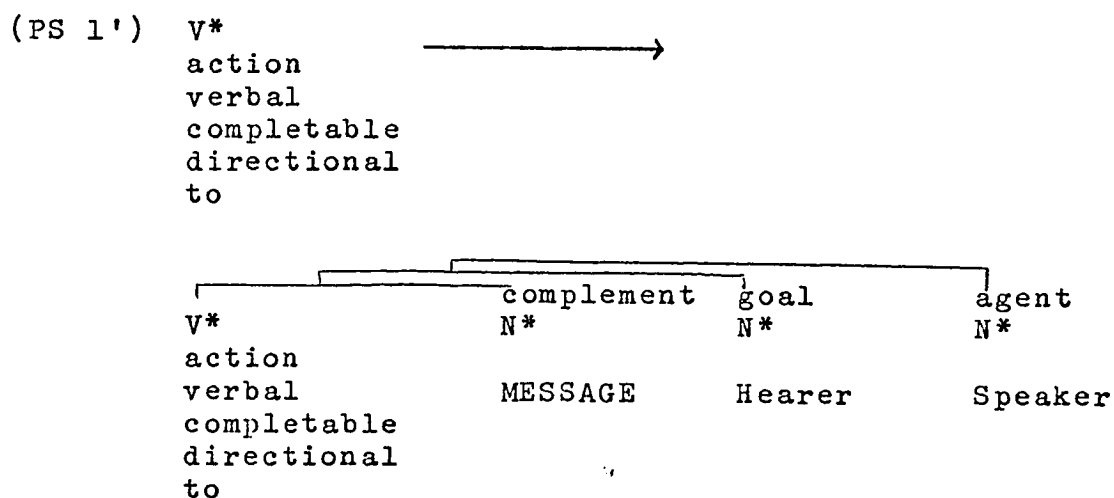 (PS 1') V*
action
verbal
completable
directional
to
complement goal agent
V* N* N* N*
action
verbal MESSAGE Hearer Speaker
completable
directional
to